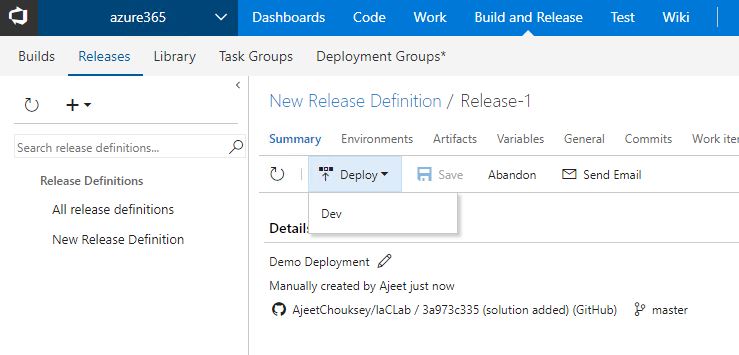 azure365 Dashboards Code Work Build and Release Test Wiki
Builds Releases Library Task Groups Deployment Groups*
New Release Definition / Release-1
Search release definitions...
Summary Environments Artifacts Variables General Commits Work iter
Deploy Save Abandon Send Email
Release Definitions
All release definitions
Dev
Details
New Release Definition
Demo Deployment
Manually created by Ajeet just now
AjeetChouksey/IaCLab / 3a973c335 (solution added) (GitHub) master